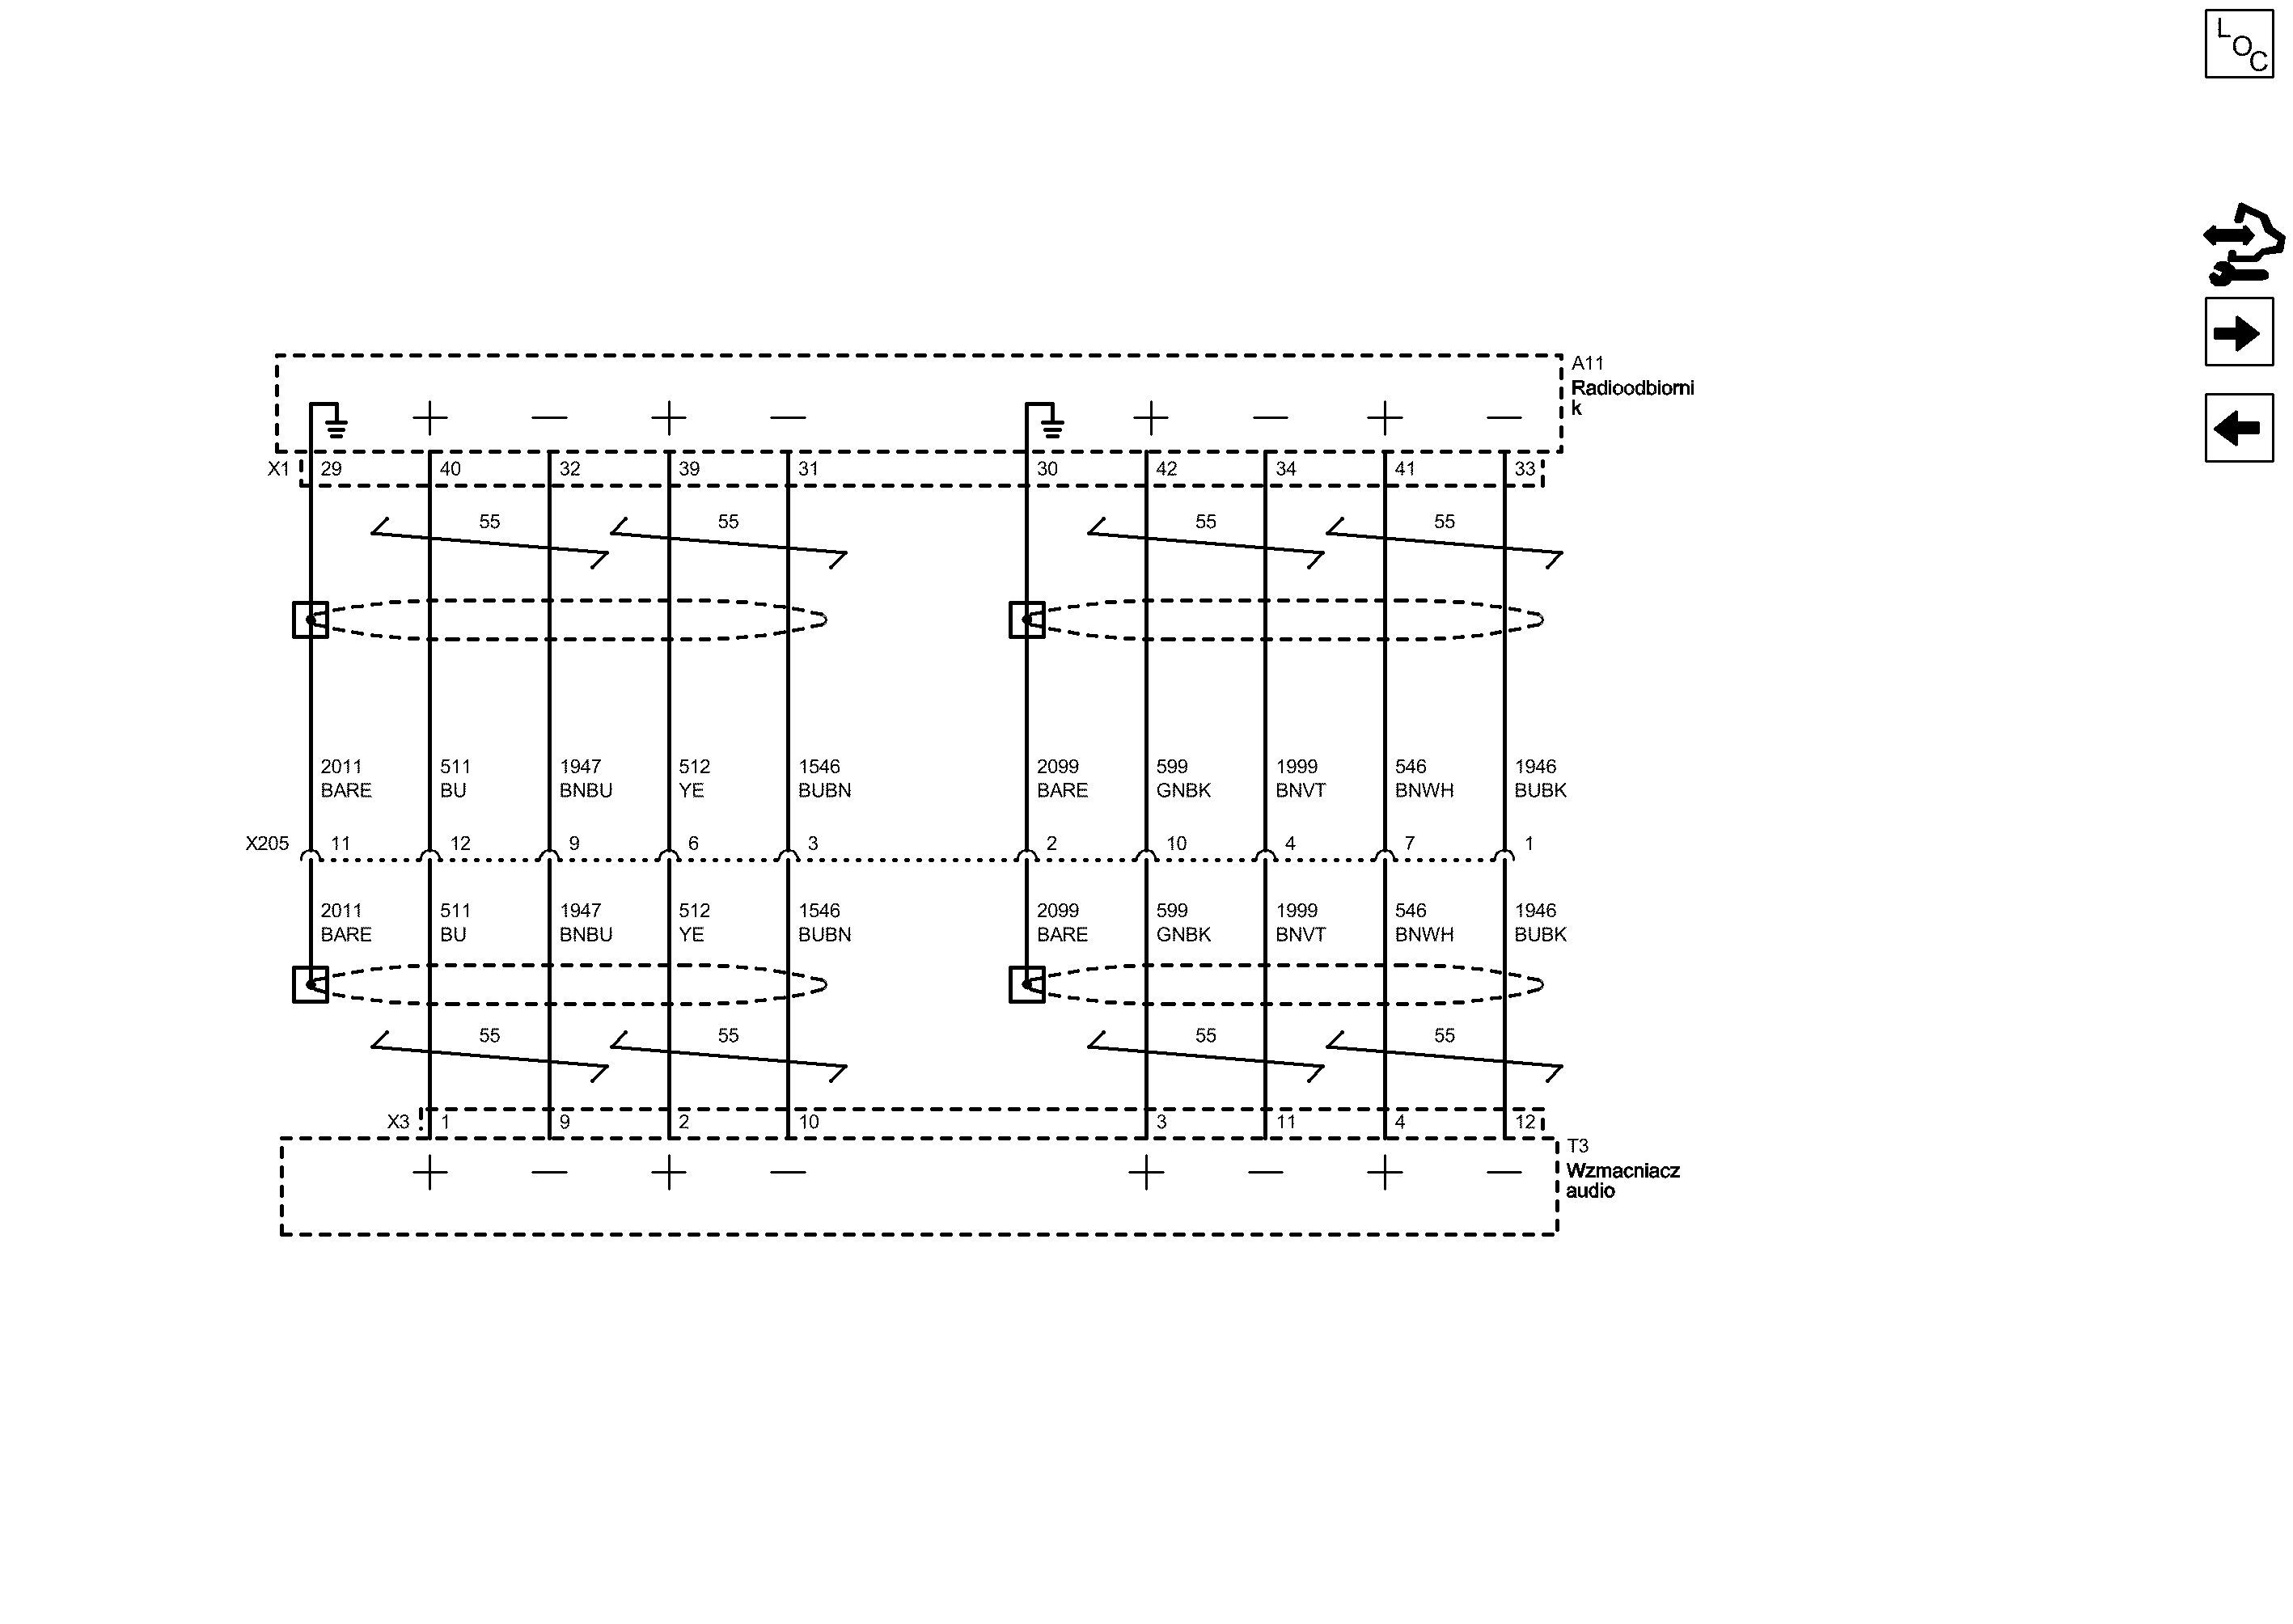 LOC
A11
Radioodbiorni
k
X1 29 40 32 39 31 30 42 34 41 33
55 55 55 55
2011 511 1947 512 1546 2099 599 1999 546 1946
BARE BU BNBU YE BUBN BARE GNBK BNVT BNWH BUBK
X205 11 12 9 6 3 2 10 4 7 1
2011 511 1947 512 1546 2099 599 1999 546 1946
BARE BU BNBU YE BUBN BARE GNBK BNVT BNWH BUBK
55 55 55 55
X3 1 9 2 10 3 11 4 12
T3
Wzmacniacz
audio